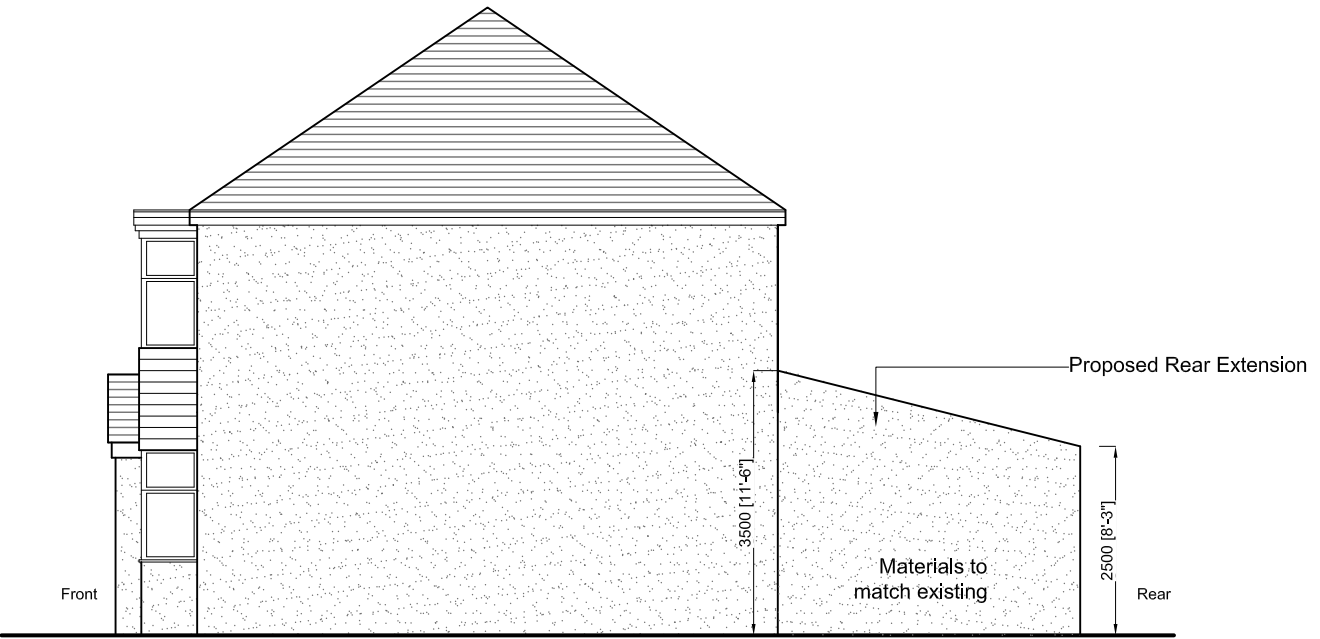 Proposed Rear Extension
3500 [11'-6"]
2500 [8'-3"]
Materials to
match existing
Front
Rear